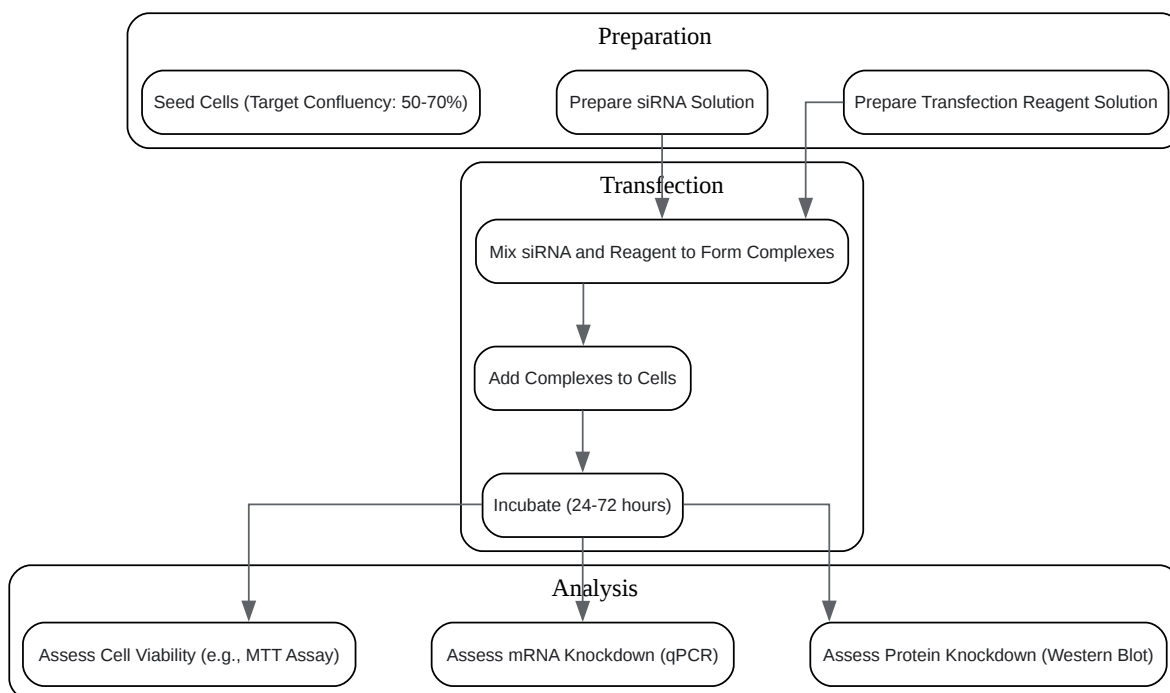 Preparation
Seed Cells (Target Confluency: 50-70%)
Prepare siRNA Solution
Prepare Transfection Reagent Solution
Transfection
Mix siRNA and Reagent to Form Complexes
Add Complexes to Cells
Incubate (24-72 hours)
Analysis
Assess Cell Viability (e.g., MTT Assay)
Assess mRNA Knockdown (qPCR)
Assess Protein Knockdown (Western Blot)